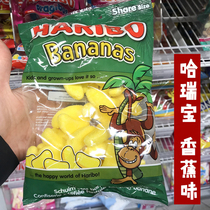 Share Size
HARIBO
Bananas
Kids and grown-ups love it so
the happy world of Haribo!
哈瑞宝 香蕉味
Schaum